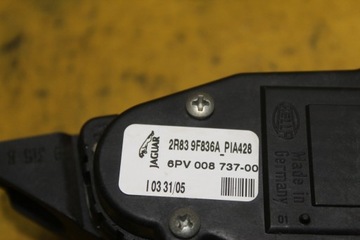 2R83 9F836A_PIA428
JAGUAR
6PV 008 737-00
I 03 31/05
HELLA
Made in
Germany